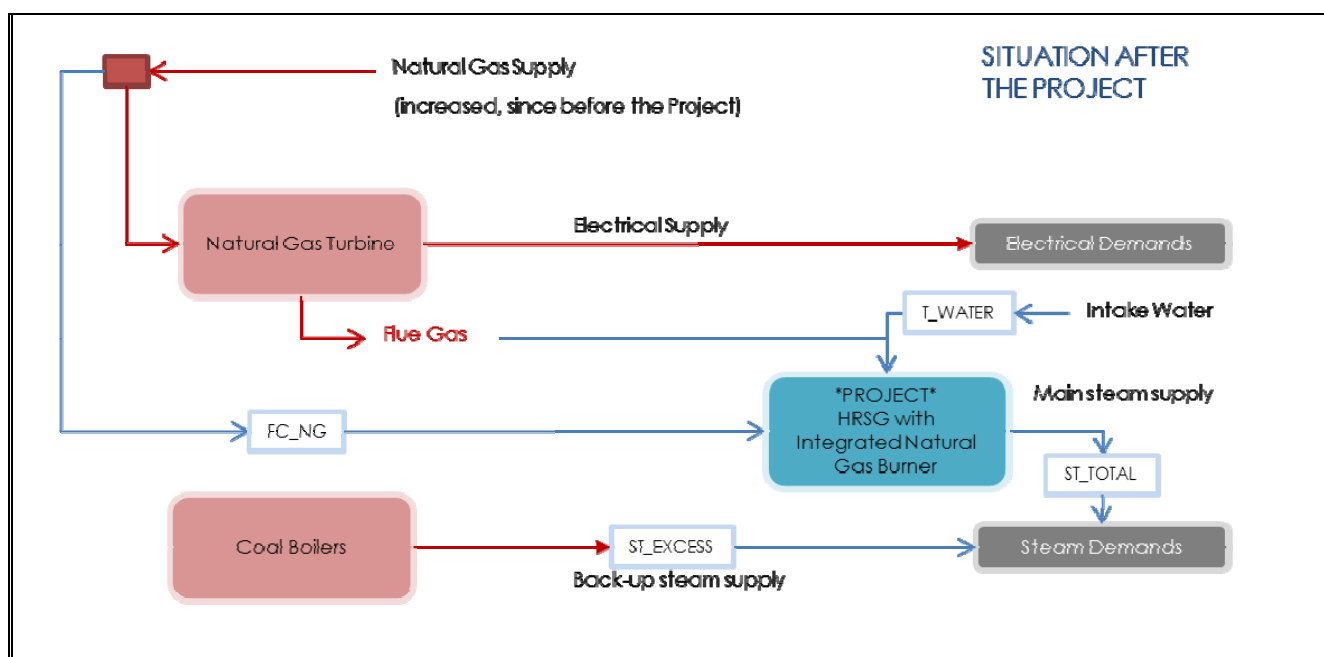 SITUATION AFTER
THE PROJECT
Natural Gas Supply
(increased, since before the Project)
Natural Gas Turbine
Electrical Supply
Electrical Demands
T_WATER
Intake Water
Flue Gas
*PROJECT*
HRSG with
Integrated Natural
Gas Burner
Main steam supply
FC_NG
ST_TOTAL
Coal Boilers
ST_EXCESS
Steam Demands
Back-up steam supply